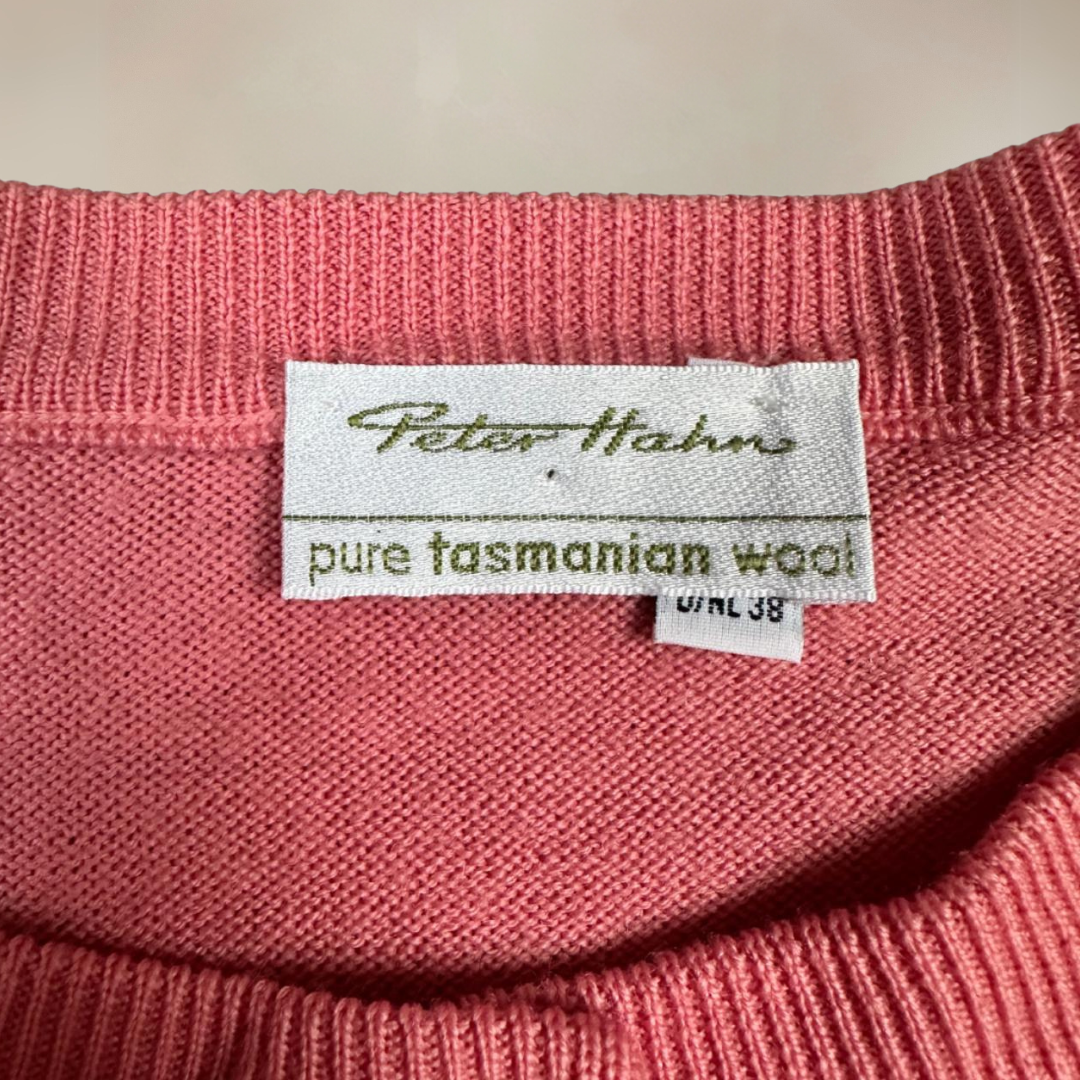 Peter Hahn
pure tasmanian wool
D/NL 38